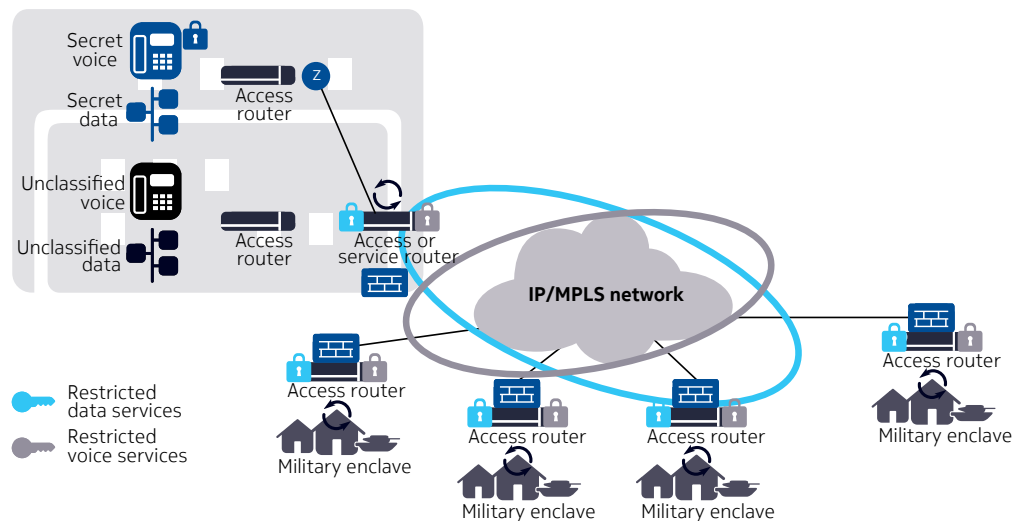 Secret
voice
Z
Access
router
Secret
data
Unclassified
voice
Unclassified
data
Access
router
Access or
service router
IP/MPLS network
Access router
Military enclave
Access router
Military enclave
Access router
Military enclave
Access router
Military enclave
Restricted
data services
Restricted
voice services